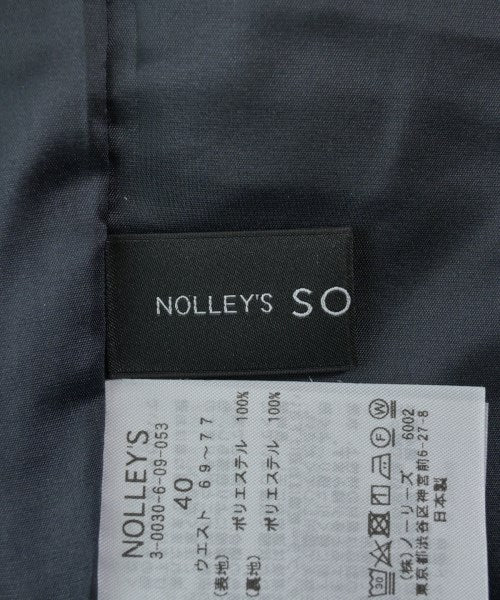 NOLLEY'S SO
NOLLEY'S
3-0030-6-09-053
40
ウエスト 69~77
(表地)
ポリエステル 100%
(裏地)
ポリエステル 100%
(株)ノーリーズ 6002
東京都渋谷区神宮前6-27-8
日本製